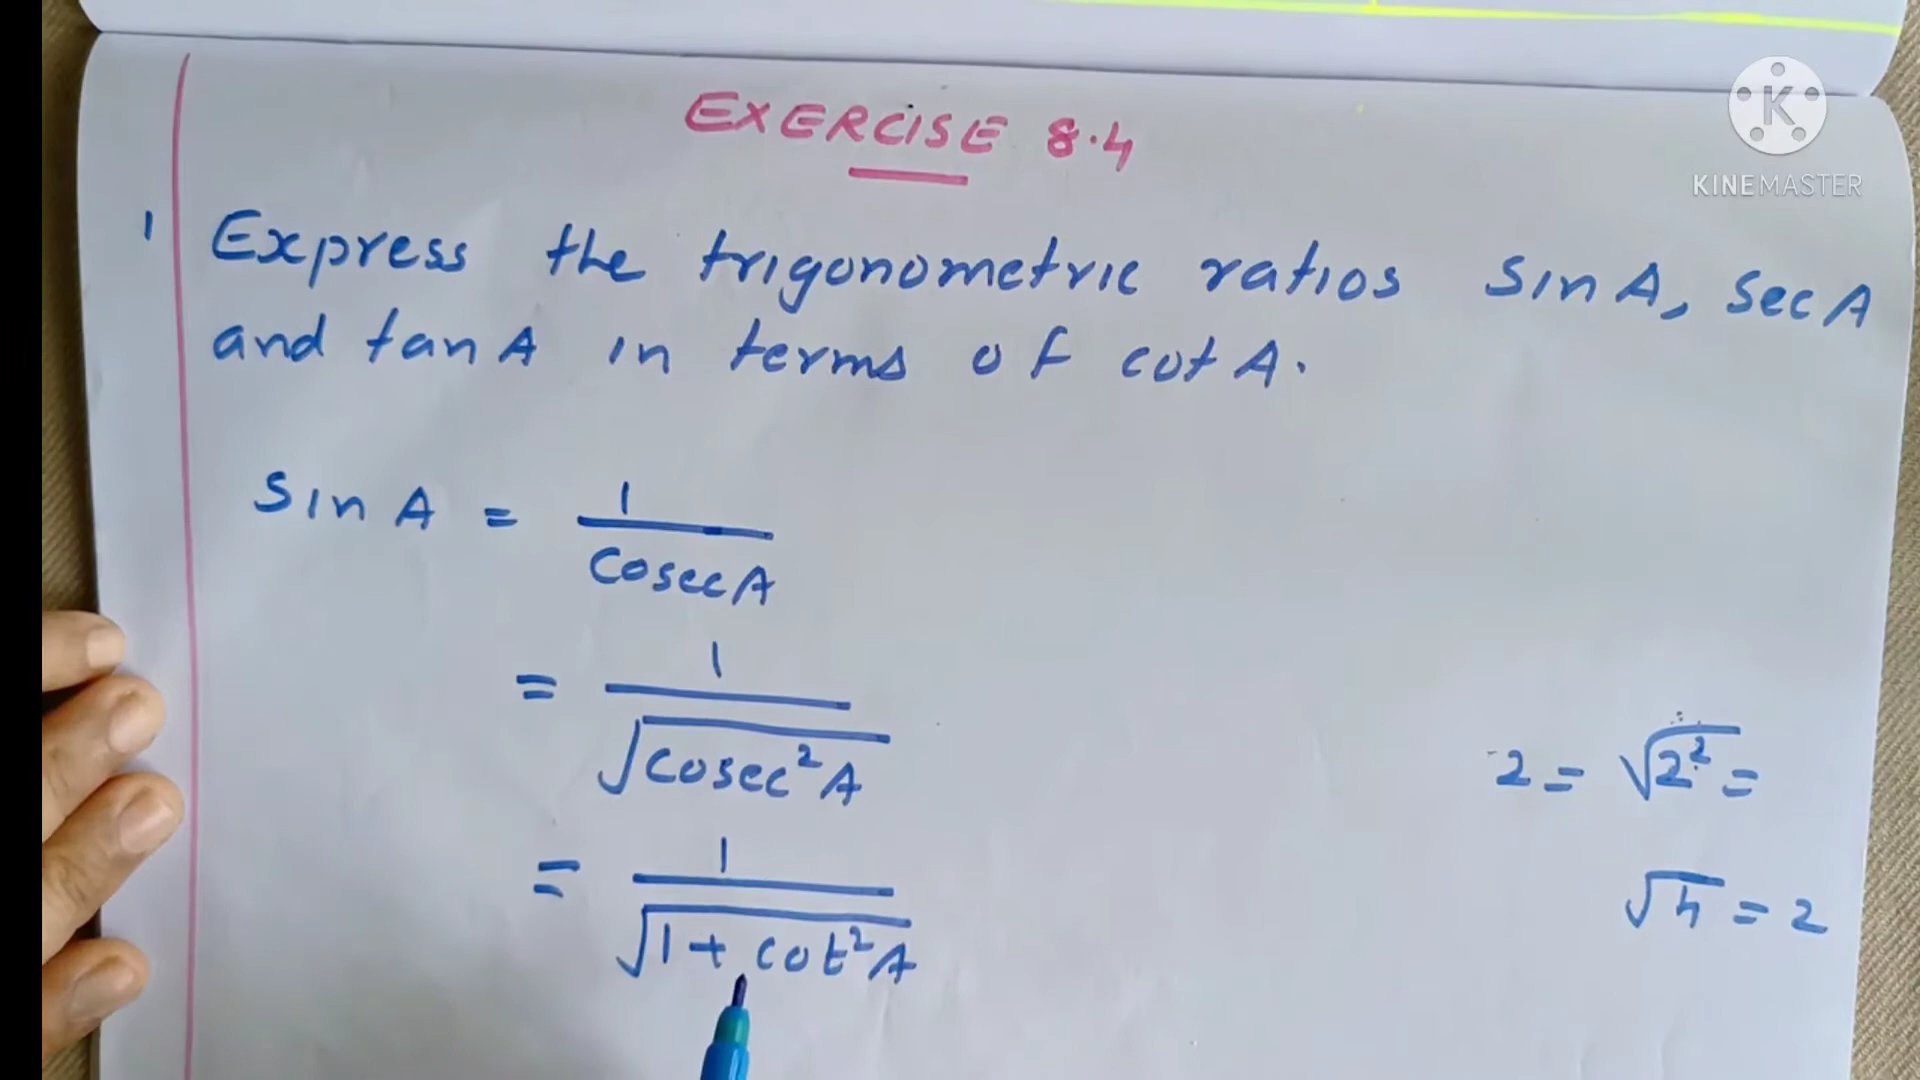 EXERCISE 8.4
KINEMASTER
1 Express the trigonometric ratios sin A, sec A
and tan A in terms of cot A.
sin A = 1 / cosec A
= 1 / √cosec²A
2 = √2² =
= 1 / √1 + cot²A
√4 = 2